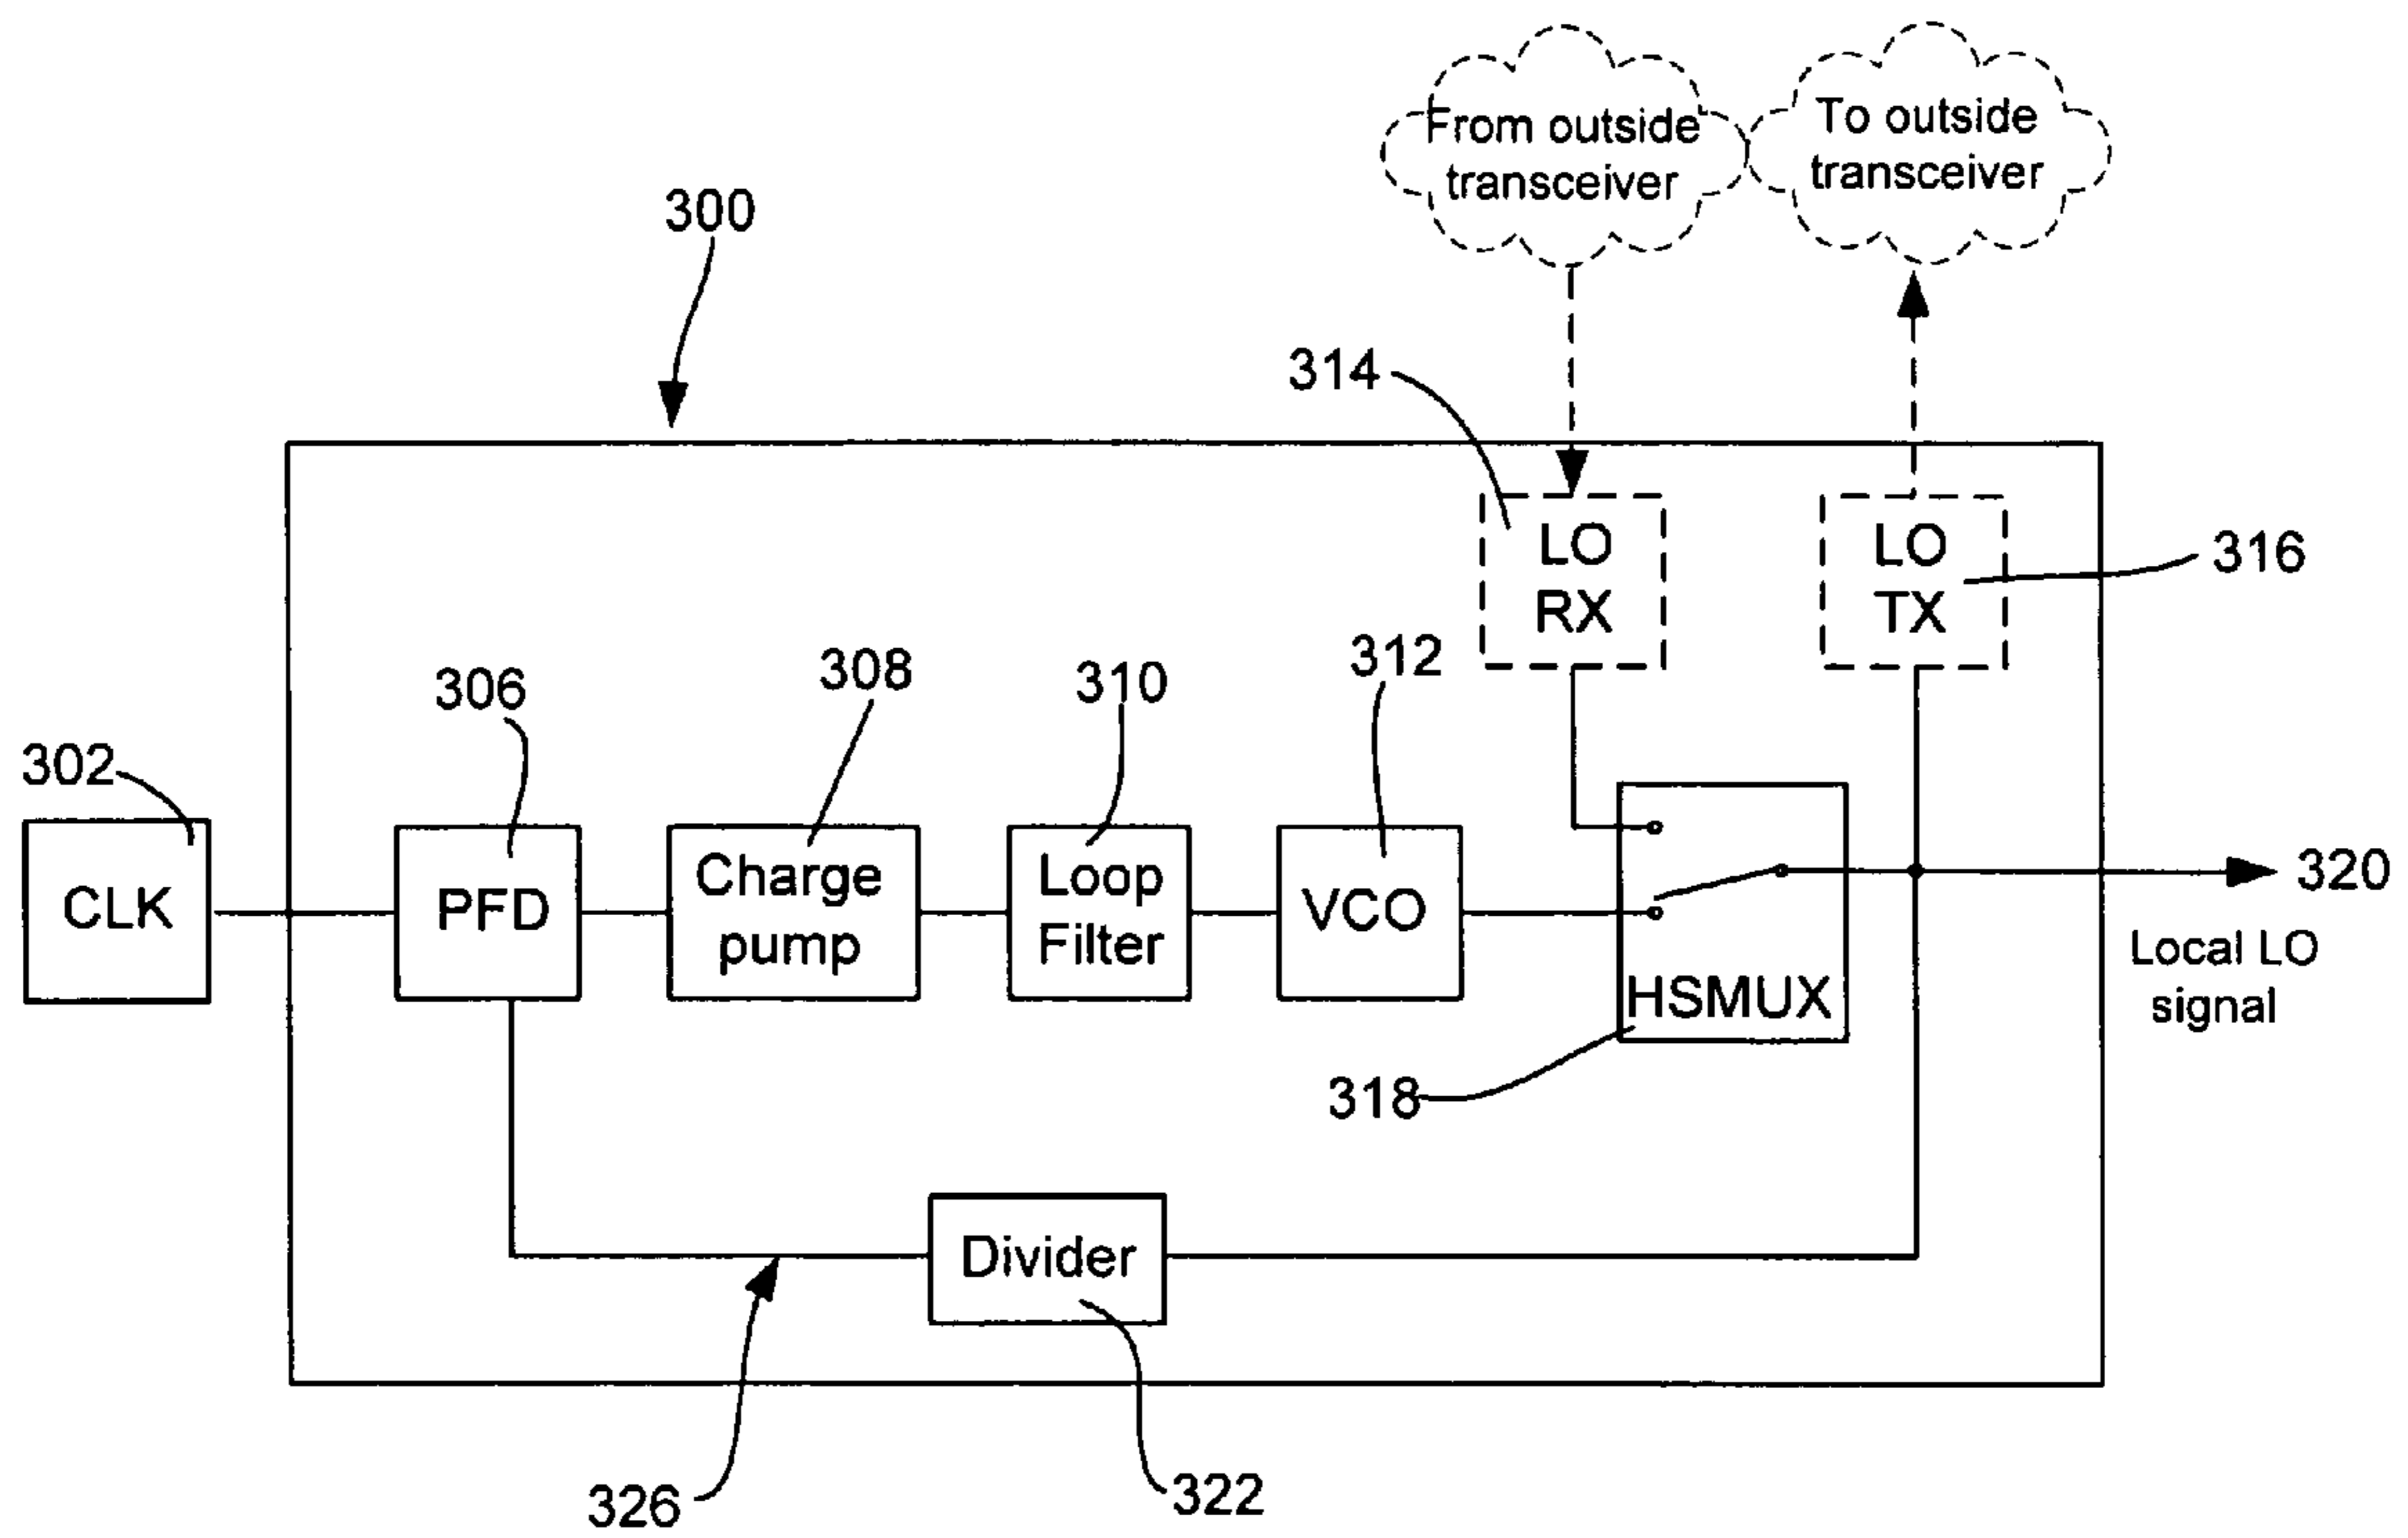 From outside
transceiver
To outside
transceiver
300
314
LO
RX
LO
TX
316
312
308
310
306
302
CLK
PFD
Charge
pump
Loop
Filter
VCO
HSMUX
320
Local LO
signal
318
Divider
326
322